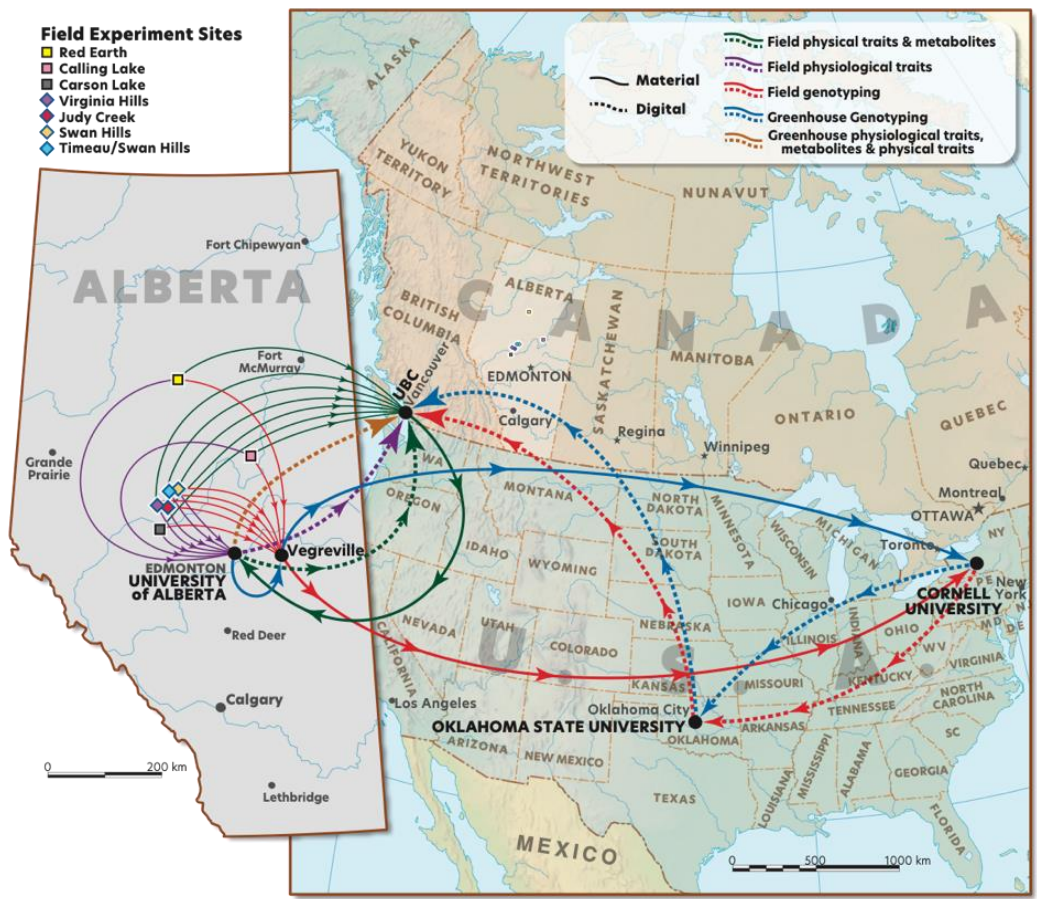 Field Experiment Sites
Red Earth
Calling Lake
Carson Lake
Virginia Hills
Judy Creek
Swan Hills
Timeau/Swan Hills
Material
Digital
Field physical traits & metabolites
Field physiological traits
Field genotyping
Greenhouse Genotyping
Greenhouse physiological traits,
metabolites & physical traits
ALASKA
YUKON
TERRITORY
NORTHWEST
TERRITORIES
NUNAVUT
Fort Chipewyan
ALBERTA
Fort
McMurray
Grande
Prairie
EDMONTON
UNIVERSITY
of ALBERTA
Vegreville
Red Deer
Calgary
Lethbridge
0 200 km
CANADA
BRITISH
COLUMBIA
ALBERTA
SASKATCHEWAN
MANITOBA
ONTARIO
QUEBEC
UBC
Vancouver
EDMONTON
Calgary
Regina
Winnipeg
Quebec
Montreal
OTTAWA
Toronto
WA
OREGON
MONTANA
NORTH
DAKOTA
MINNESOTA
WISCONSIN
MICHIGAN
NY
IDAHO
WYOMING
SOUTH
DAKOTA
IOWA
Chicago
CORNELL
UNIVERSITY
PE
New
York
N
MD
DE
NEVADA
UTAH
NEBRASKA
ILLINOIS
INDIANA
OHIO
WV
VIRGINIA
U.S.A.
CALIFORNIA
COLORADO
KANSAS
MISSOURI
KENTUCKY
Los Angeles
Oklahoma City
OKLAHOMA STATE UNIVERSITY
TENNESSEE
NORTH
CAROLINA
ARIZONA
NEW MEXICO
OKLAHOMA
ARKANSAS
SC
TEXAS
LOUISIANA
MISSISSIPPI
ALABAMA
GEORGIA
FLORIDA
MEXICO
0 500 1000 km